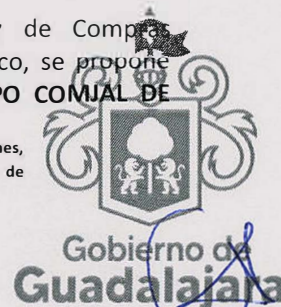 de Compras
co, se propone
PO COMJAL DE
nes,
de
Gobierno de
Guadalajara